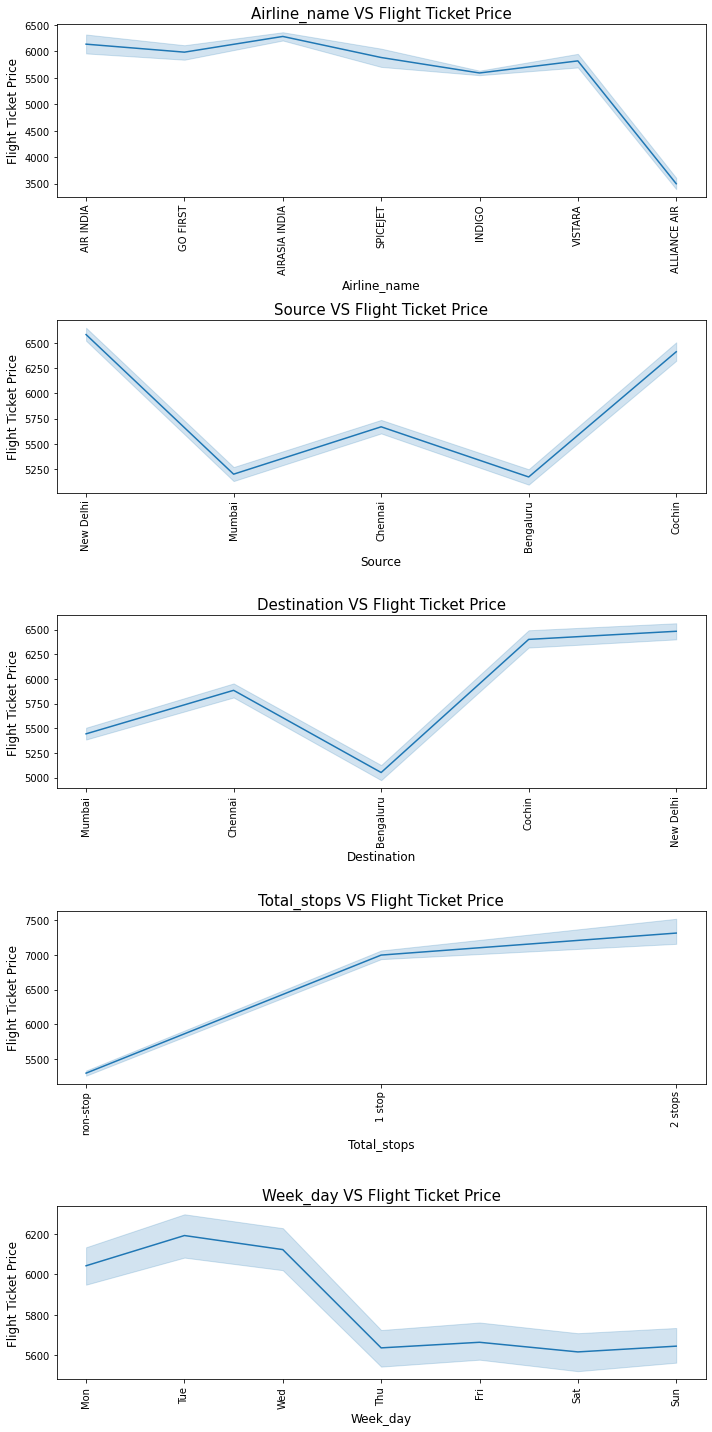 Airline_name VS Flight Ticket Price
Flight Ticket Price
6500
6000
5500
5000
4500
4000
3500
AIR INDIA
GO FIRST
AIRASIA INDIA
SPICEJET
INDIGO
VISTARA
ALLIANCE AIR
Airline_name
Source VS Flight Ticket Price
Flight Ticket Price
6500
6250
6000
5750
5500
5250
New Delhi
Mumbai
Chennai
Bengaluru
Cochin
Source
Destination VS Flight Ticket Price
Flight Ticket Price
6500
6250
6000
5750
5500
5250
5000
Mumbai
Chennai
Bengaluru
Cochin
New Delhi
Destination
Total_stops VS Flight Ticket Price
Flight Ticket Price
7500
7000
6500
6000
5500
non-stop
1 stop
2 stops
Total_stops
Week_day VS Flight Ticket Price
Flight Ticket Price
6200
6000
5800
5600
Mon
Tue
Wed
Thu
Fri
Sat
Sun
Week_day